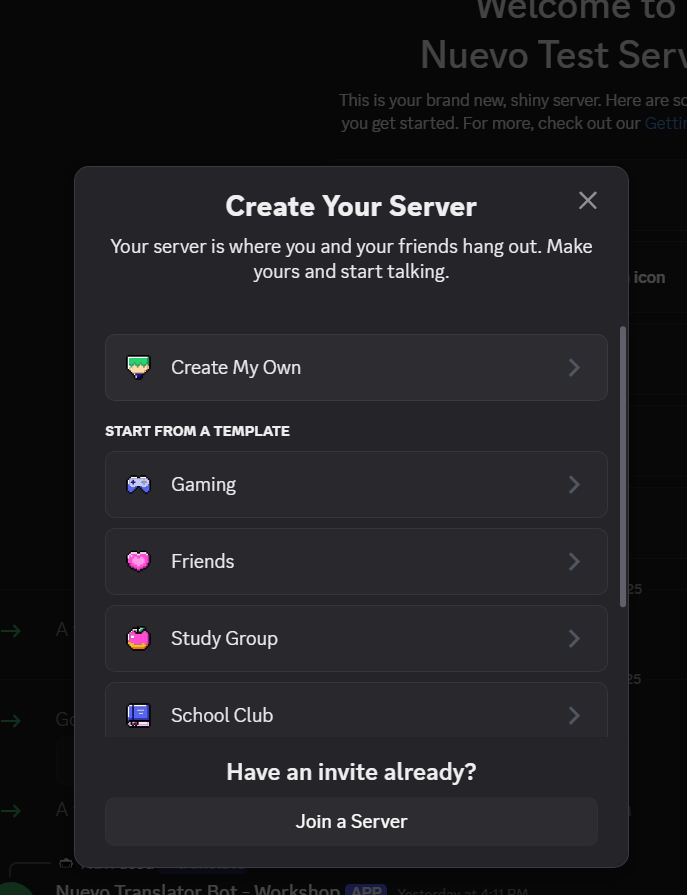 Welcome to
Nuevo Test Serv
This is your brand new, shiny server. Here are so
you get started. For more, check out our Gettin
Create Your Server
Your server is where you and your friends hang out. Make
yours and start talking.
icon
Create My Own
START FROM A TEMPLATE
Gaming
Friends
25
A
Study Group
25
School Club
Go
Have an invite already?
A
Join a Server
Nuevo Translator Bot - Workshop APP Yesterday at 4:11 PM